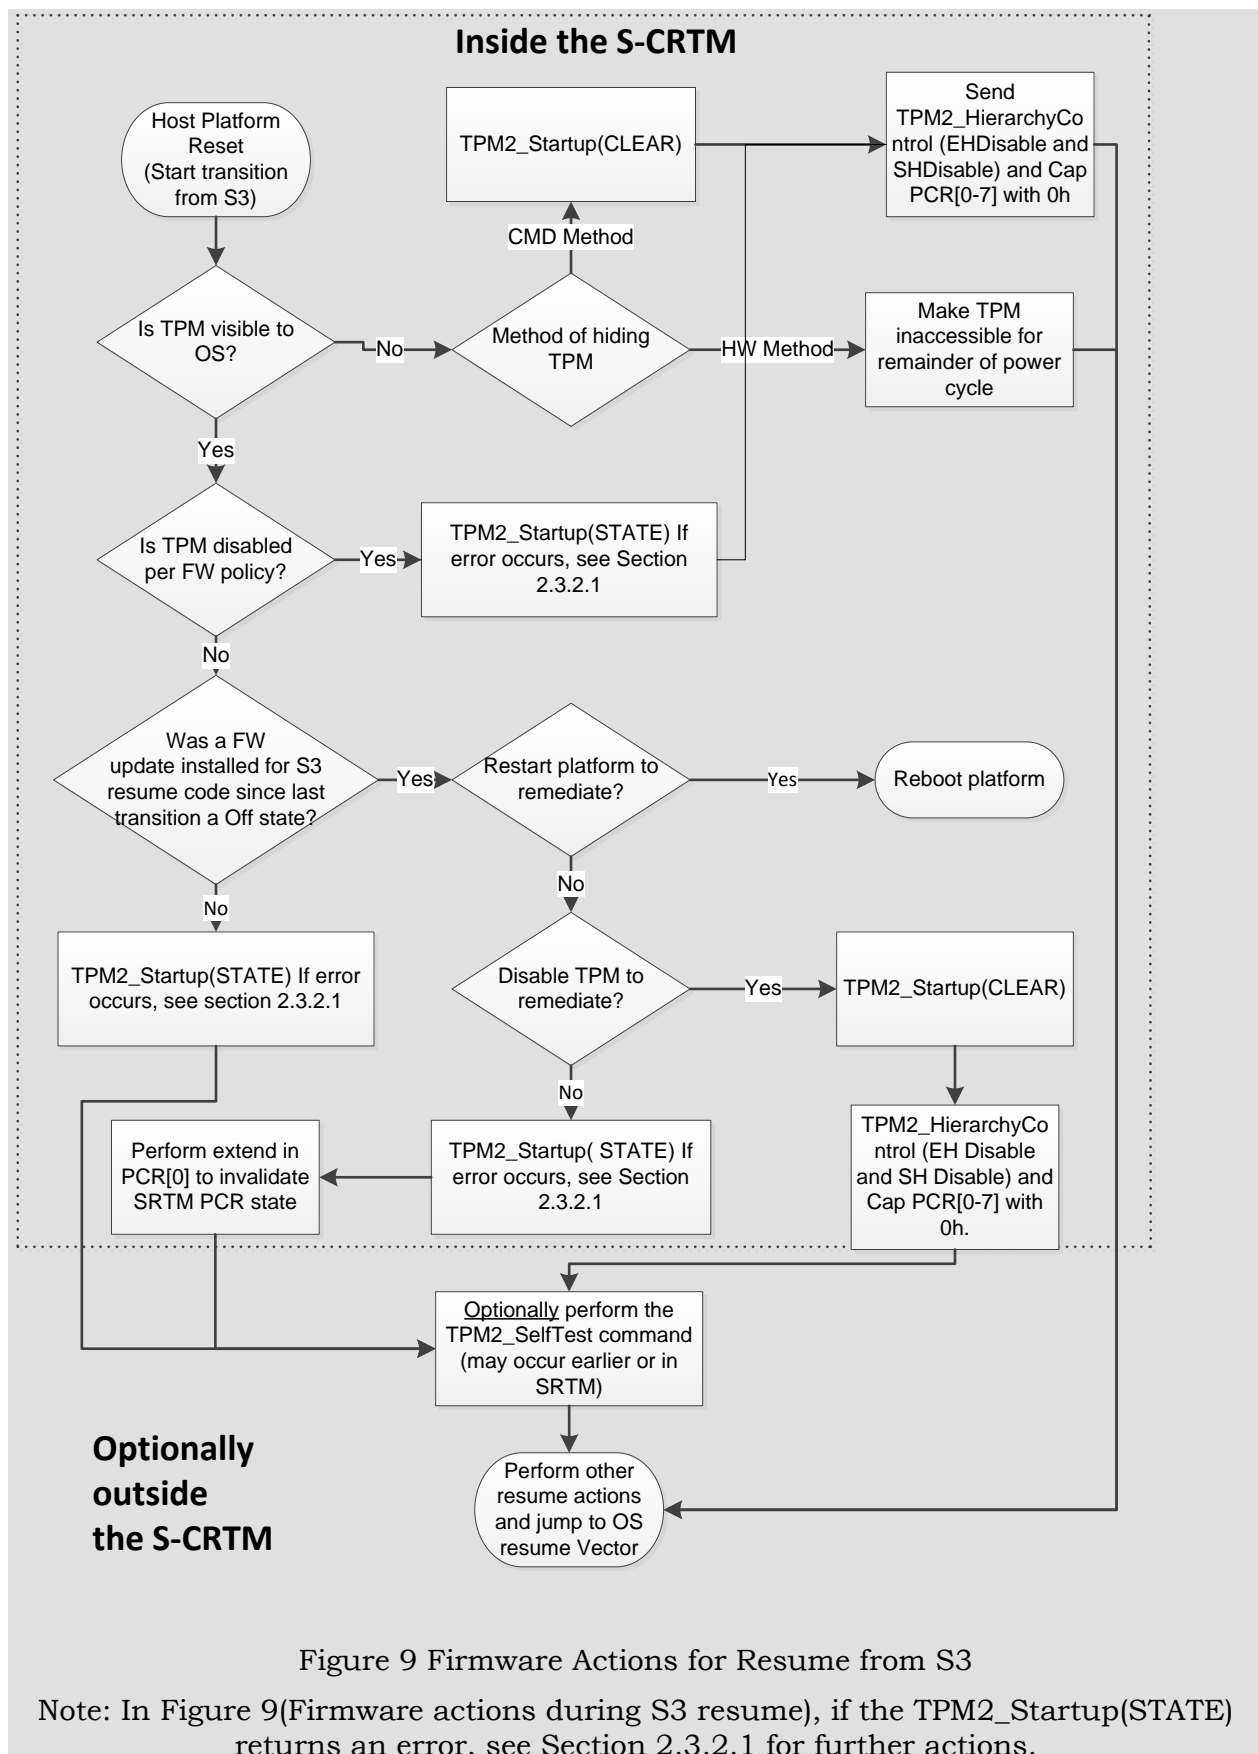 Inside the S-CRTM
Host Platform
Reset
(Start transition
from S3)
TPM2_Startup(CLEAR)
Send
TPM2_HierarchyCo
ntrol (EHDisable and
SHDisable) and Cap
PCR[0-7] with 0h
CMD Method
Is TPM visible to
OS?
No
Method of hiding
TPM
HW Method
Make TPM
inaccessible for
remainder of power
cycle
Yes
Is TPM disabled
per FW policy?
Yes
TPM2_Startup(STATE) If
error occurs, see Section
2.3.2.1
No
Was a FW
update installed for S3
resume code since last
transition a Off state?
Yes
Restart platform to
remediate?
Yes
Reboot platform
No
No
TPM2_Startup(STATE) If error
occurs, see section 2.3.2.1
Disable TPM to
remediate?
Yes
TPM2_Startup(CLEAR)
No
Perform extend in
PCR[0] to invalidate
SRTM PCR state
TPM2_Startup( STATE) If
error occurs, see Section
2.3.2.1
TPM2_HierarchyCo
ntrol (EH Disable
and SH Disable) and
Cap PCR[0-7] with
0h.
Optionally perform the
TPM2_SelfTest command
(may occur earlier or in
SRTM)
Optionally
outside
the S-CRTM
Perform other
resume actions
and jump to OS
resume Vector
Figure 9 Firmware Actions for Resume from S3
Note: In Figure 9(Firmware actions during S3 resume), if the TPM2_Startup(STATE)
returns an error, see Section 2.3.2.1 for further actions.